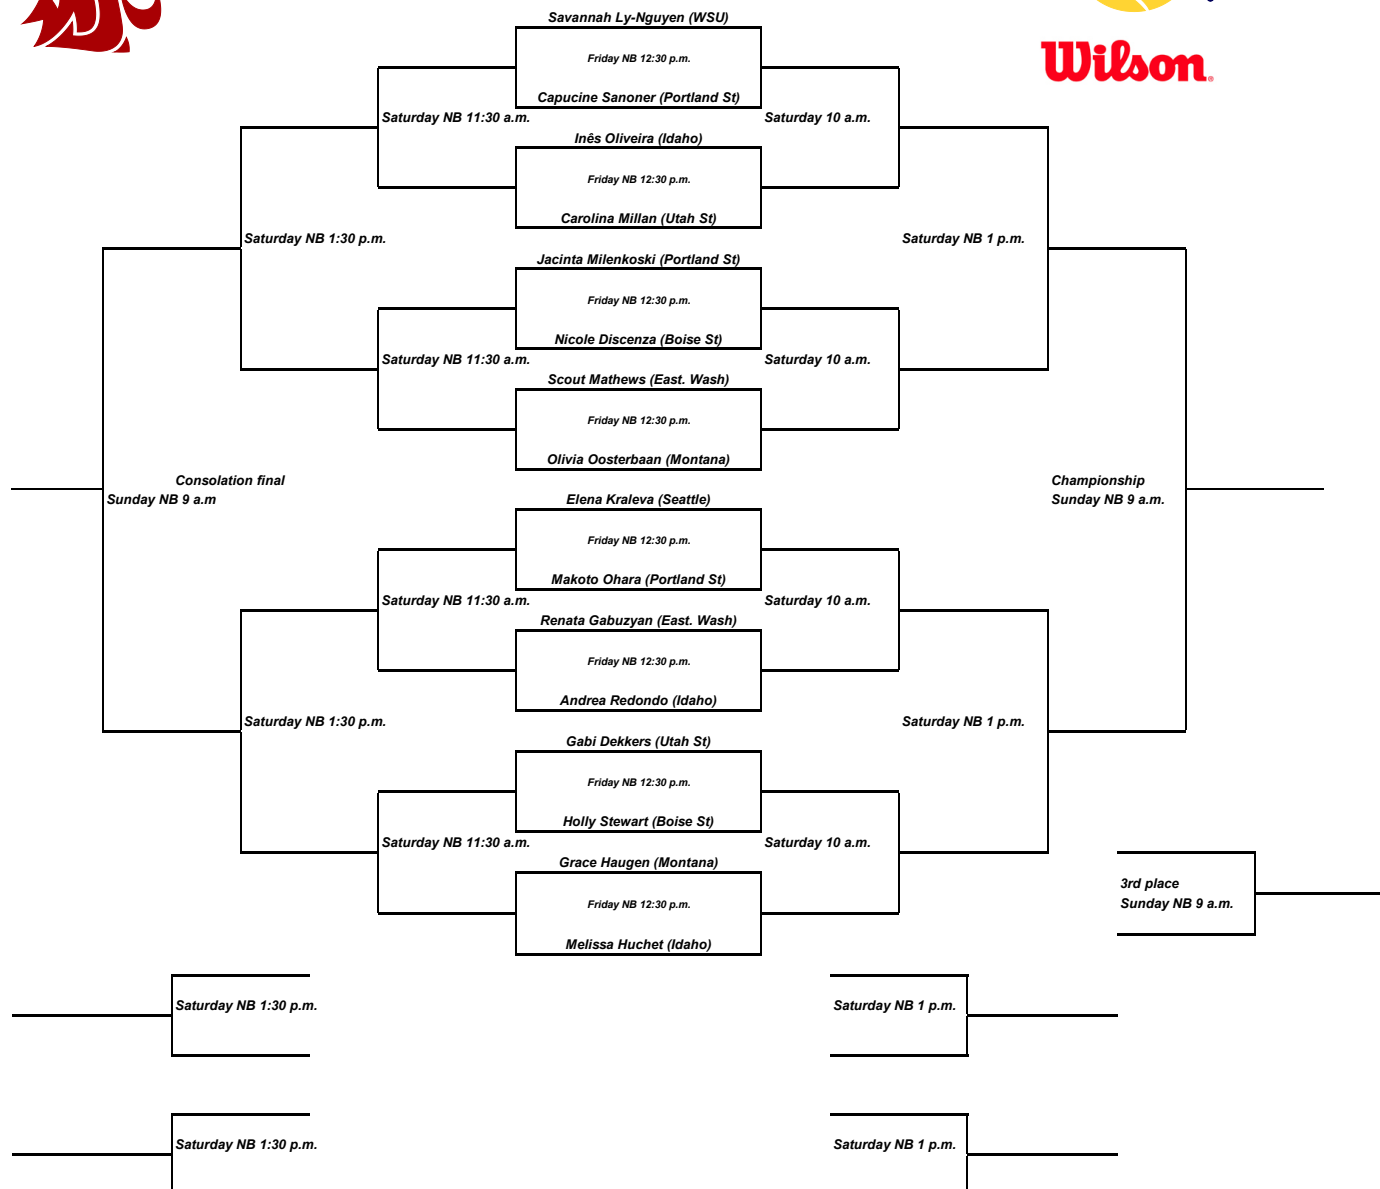 Savannah Ly-Nguyen (WSU)
Wilson
Friday NB 12:30 p.m.
Capucine Sanoner (Portland St)
Saturday NB 11:30 a.m.
Saturday 10 a.m.
Inês Oliveira (Idaho)
Friday NB 12:30 p.m.
Carolina Millan (Utah St)
Saturday NB 1:30 p.m.
Saturday NB 1 p.m.
Jacinta Milenkoski (Portland St)
Friday NB 12:30 p.m.
Nicole Discenza (Boise St)
Saturday NB 11:30 a.m.
Saturday 10 a.m.
Scout Mathews (East. Wash)
Friday NB 12:30 p.m.
Olivia Oosterbaan (Montana)
Consolation final
Sunday NB 9 a.m
Championship
Sunday NB 9 a.m.
Elena Kraleva (Seattle)
Friday NB 12:30 p.m.
Makoto Ohara (Portland St)
Saturday NB 11:30 a.m.
Saturday 10 a.m.
Renata Gabuzyan (East. Wash)
Friday NB 12:30 p.m.
Andrea Redondo (Idaho)
Saturday NB 1:30 p.m.
Saturday NB 1 p.m.
Gabi Dekkers (Utah St)
Friday NB 12:30 p.m.
Holly Stewart (Boise St)
Saturday NB 11:30 a.m.
Saturday 10 a.m.
Grace Haugen (Montana)
Friday NB 12:30 p.m.
Melissa Huchet (Idaho)
3rd place
Sunday NB 9 a.m.
Saturday NB 1:30 p.m.
Saturday NB 1 p.m.
Saturday NB 1:30 p.m.
Saturday NB 1 p.m.